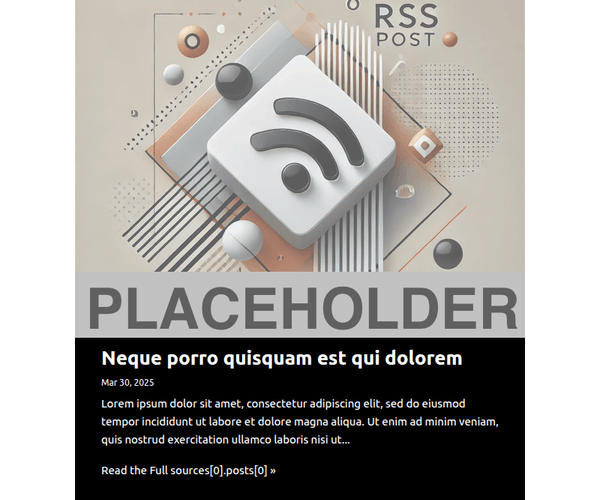 RSS
POST
PLACEHOLDER
Neque porro quisquam est qui dolorem
Mar 30, 2025
Lorem ipsum dolor sit amet, consectetur adipiscing elit, sed do eiusmod
tempor incididunt ut labore et dolore magna aliqua. Ut enim ad minim veniam,
quis nostrud exercitation ullamco laboris nisi ut...
Read the Full sources[0].posts[0] »